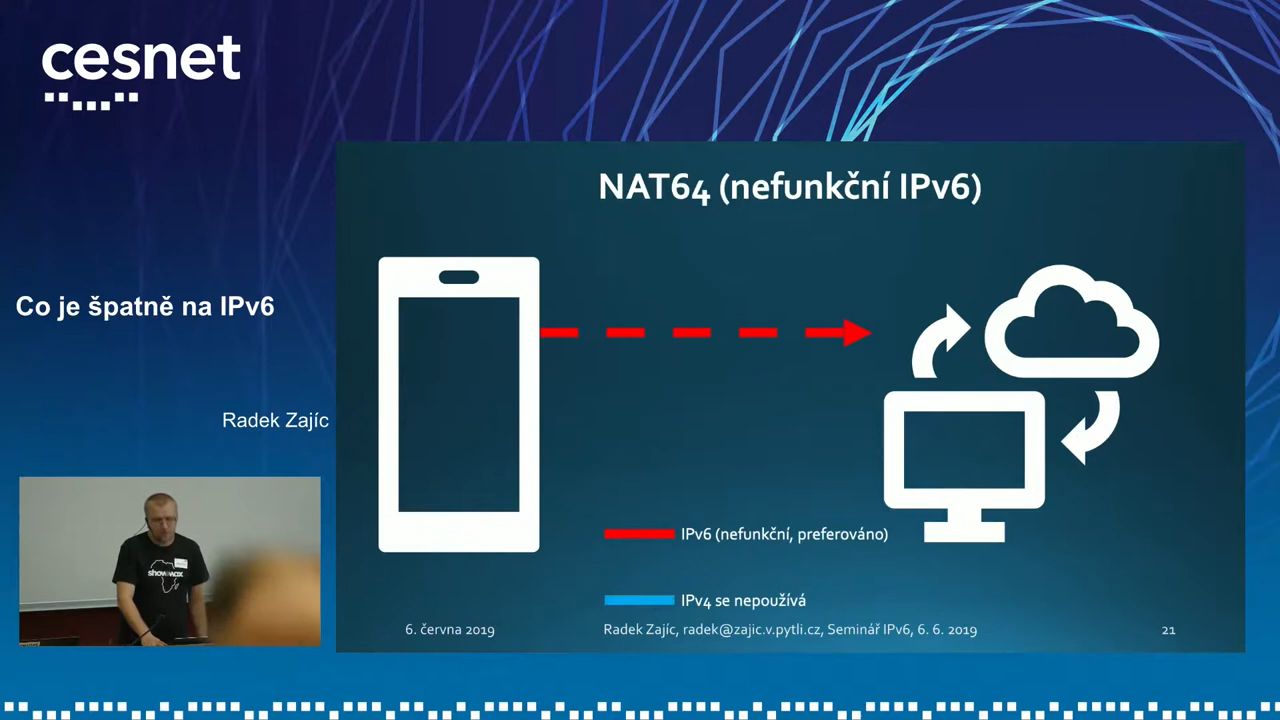 cesnet
NAT64 (nefunkční IPv6)
Co je špatně na IPv6
Radek Zajíc
showmax
IPv6 (nefunkční, preferováno)
IPv4 se nepoužívá
6. června 2019
Radek Zajíc, radek@zajic.v.pytli.cz, Seminář IPv6, 6. 6. 2019
21